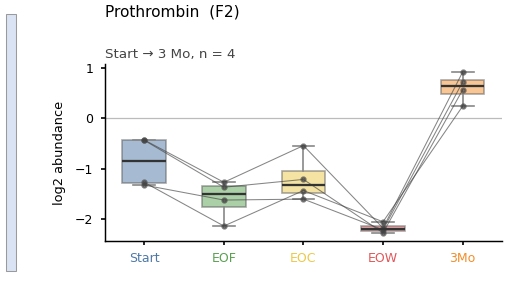 Prothrombin (F2)
Start → 3 Mo, n = 4
log2 abundance
1
0
−1
−2
Start EOF EOC EOW 3Mo